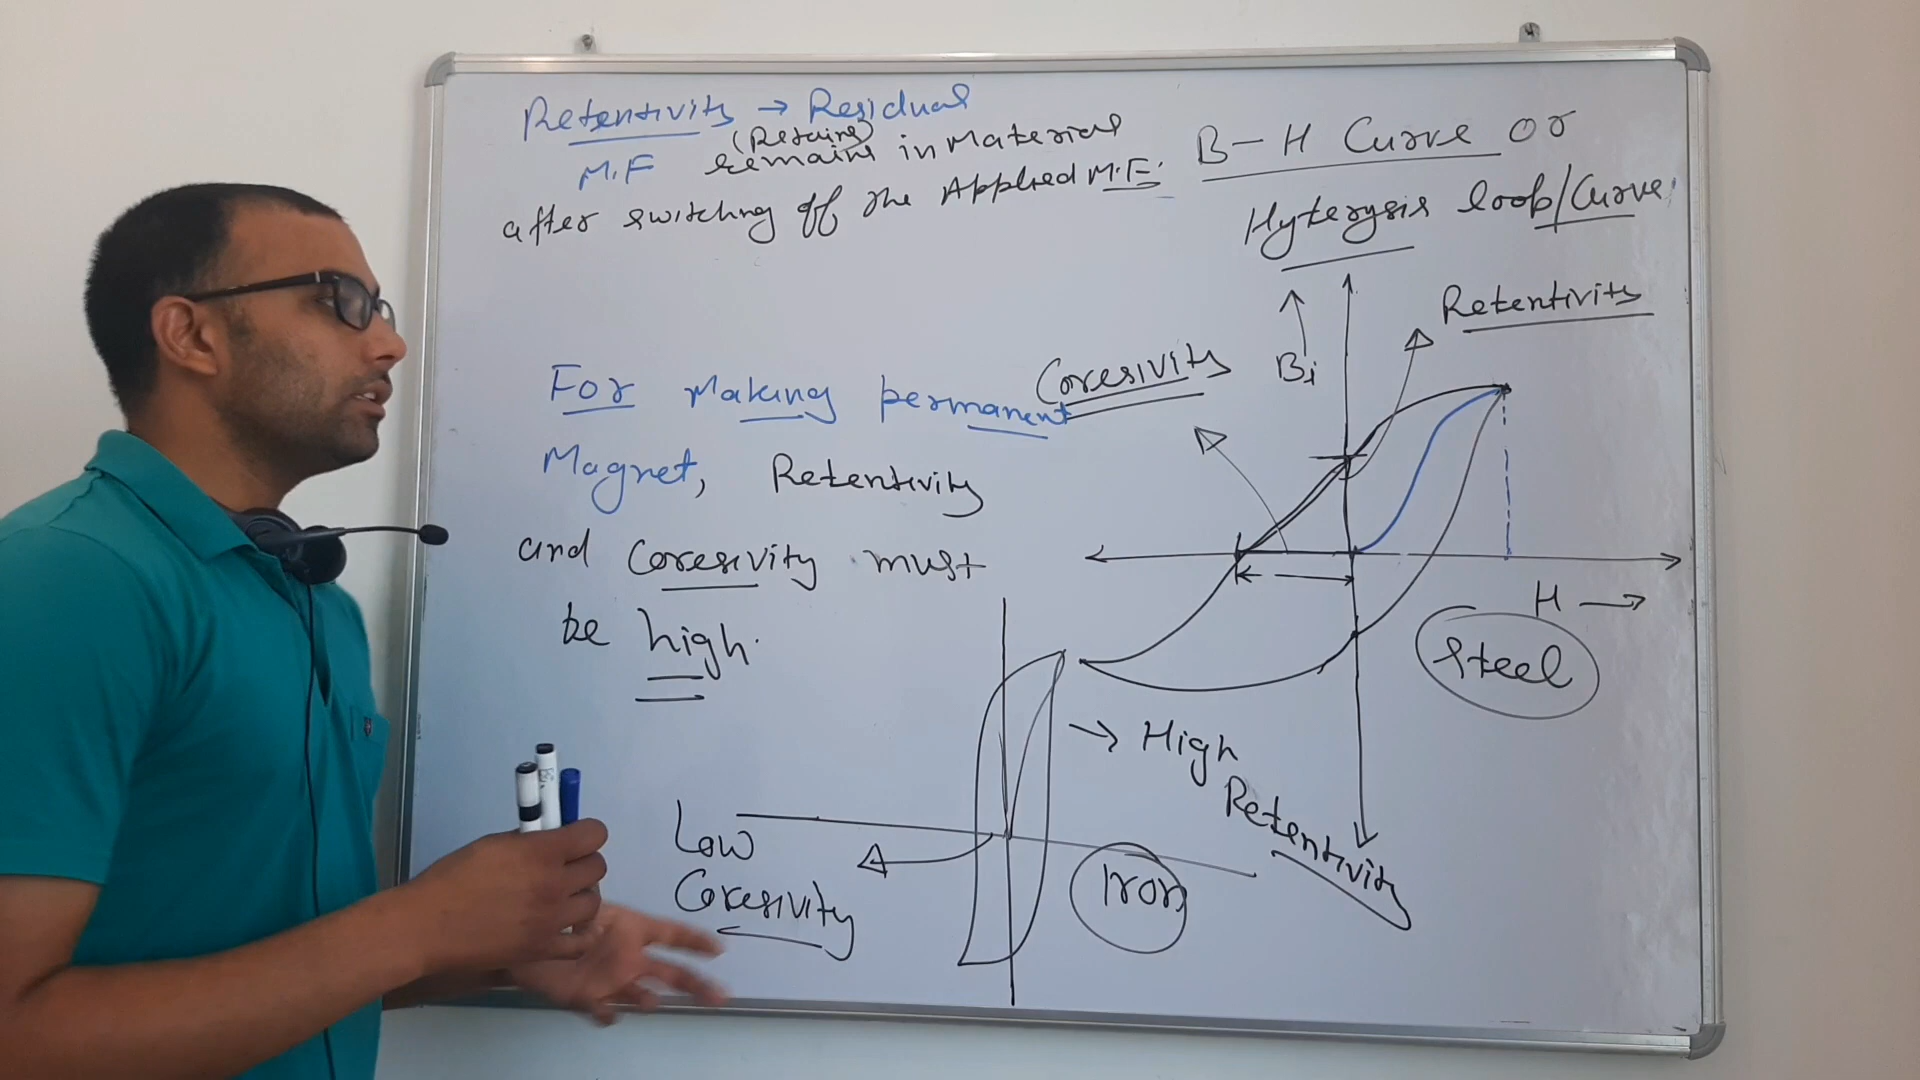 Retentivity → Residual
(Retains)
M.F remains in Material
after switching off the Applied M.F.
B-H Curve or
Hyterysis loop/Curve
Retentivity
Coresivity
Bi
H →
Steel
For Making permanent
Magnet, Retentivity
and Coresivity must
be high.
→ High
Retentivity
Low
Coresivity
Iron